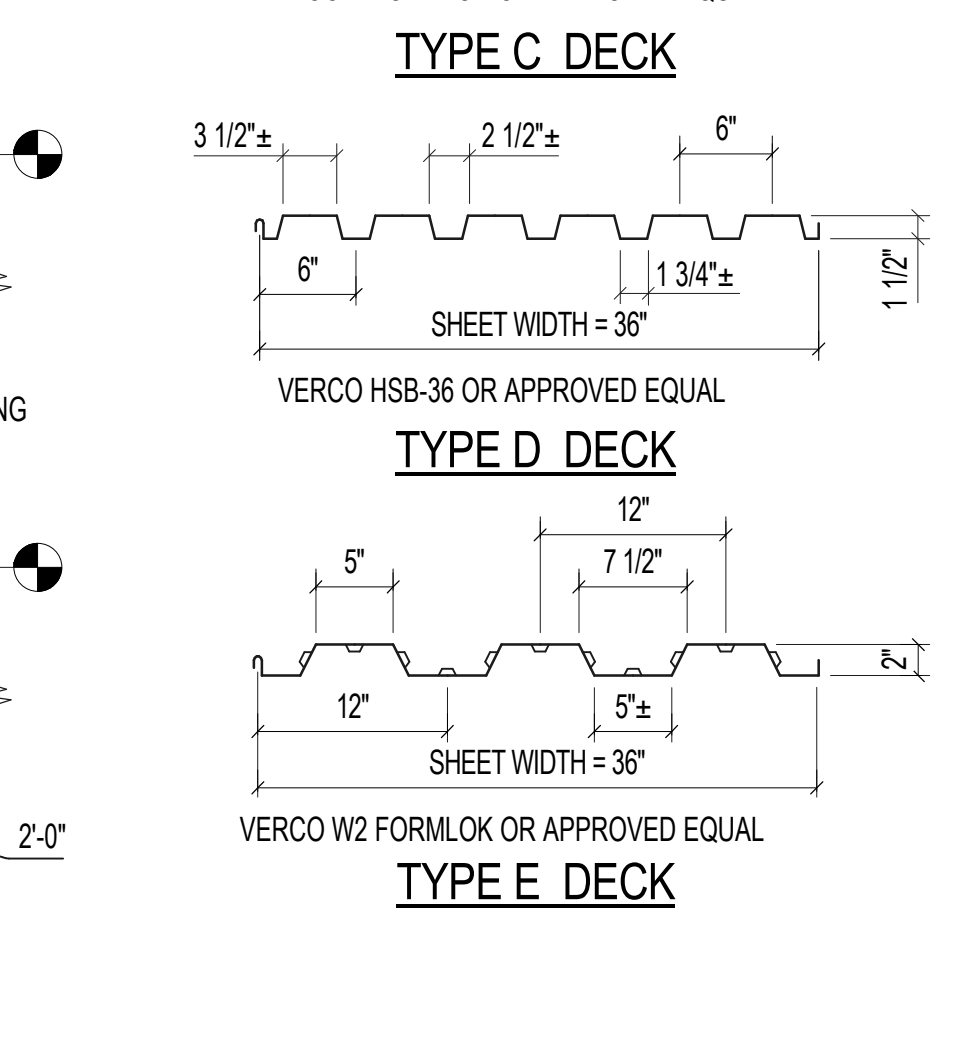 TYPE C DECK
3 1/2"±
2 1/2"±
6"
6"
1 3/4"±
1 1/2"
SHEET WIDTH = 36"
VERCO HSB-36 OR APPROVED EQUAL
TYPE D DECK
12"
5"
7 1/2"
2"
12"
5"±
SHEET WIDTH = 36"
2'-0"
VERCO W2 FORMLOK OR APPROVED EQUAL
TYPE E DECK